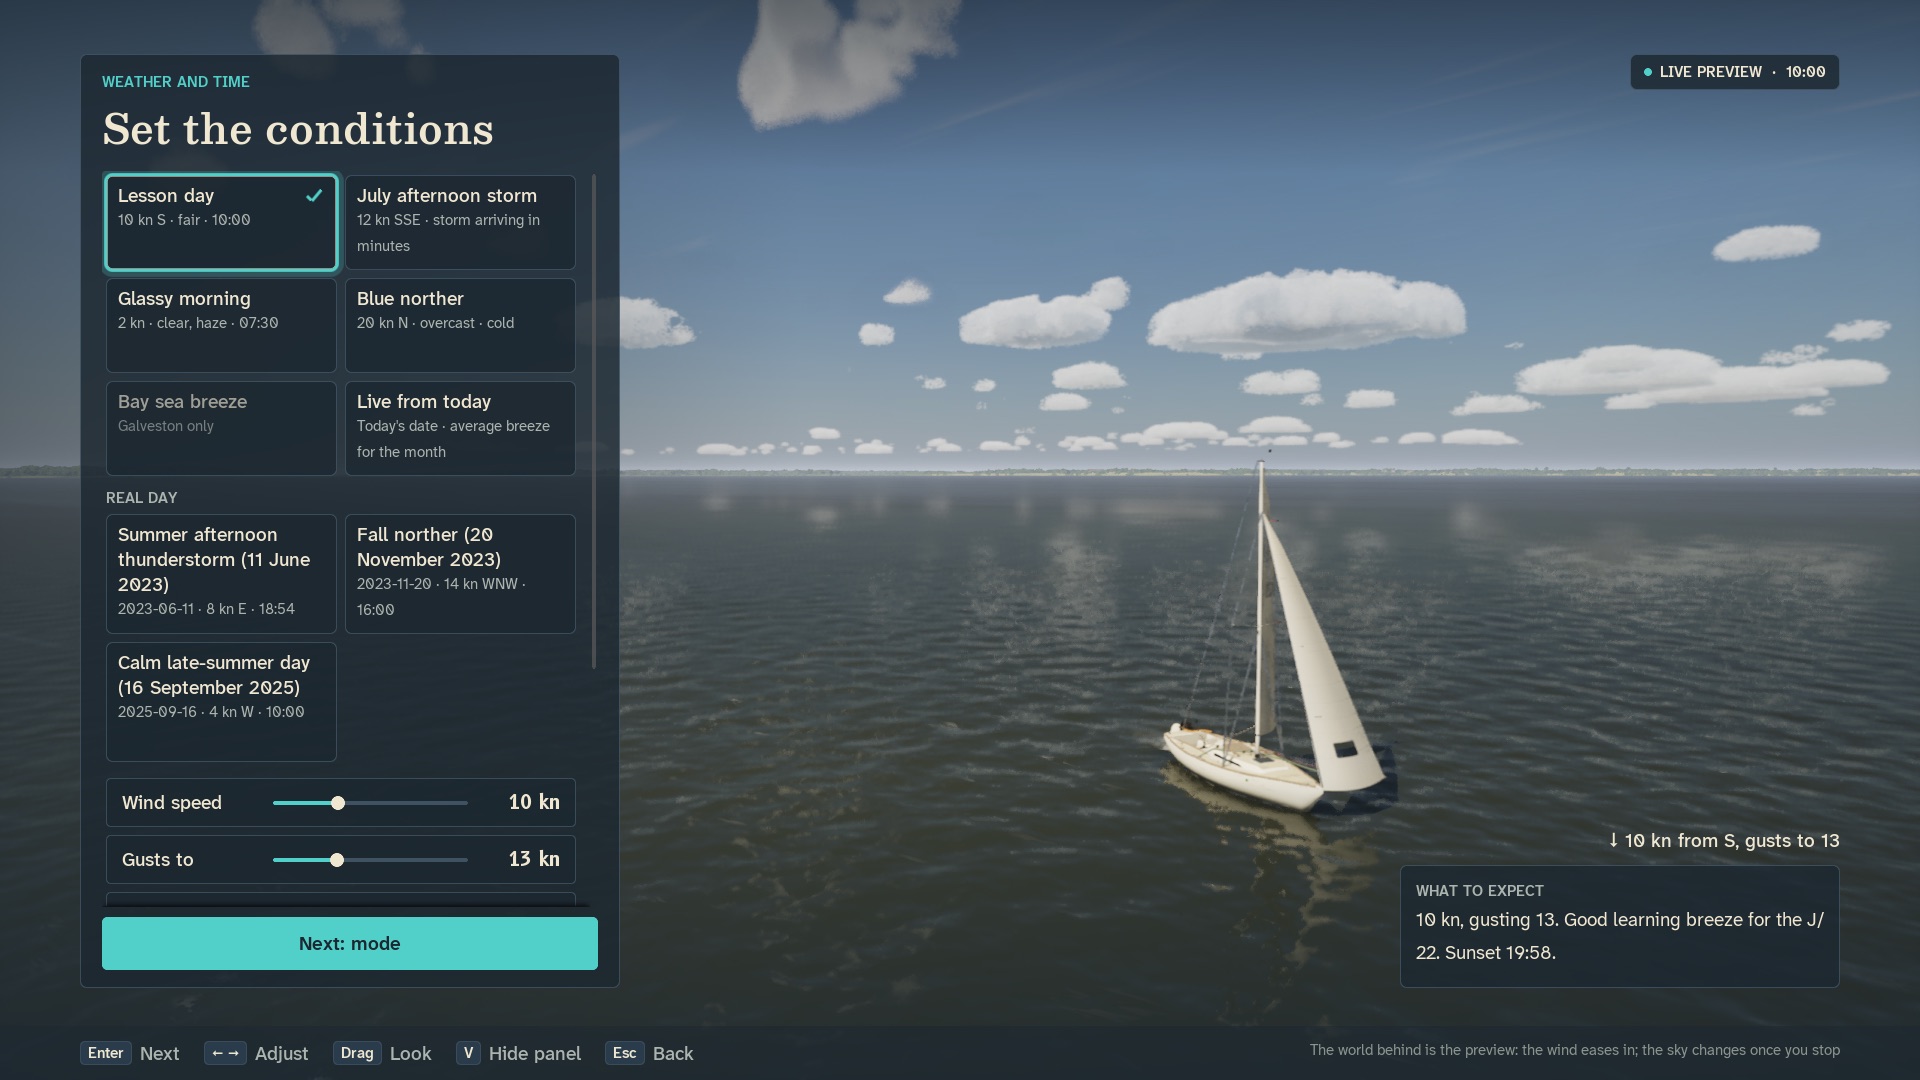 WEATHER AND TIME
Set the conditions
Lesson day
10 kn S · fair · 10:00
July afternoon storm
12 kn SSE · storm arriving in
minutes
Glassy morning
2 kn · clear, haze · 07:30
Blue norther
20 kn N · overcast · cold
Bay sea breeze
Galveston only
Live from today
Today's date · average breeze
for the month
REAL DAY
Summer afternoon
thunderstorm (11 June
2023)
2023-06-11 · 8 kn E · 18:54
Fall norther (20
November 2023)
2023-11-20 · 14 kn WNW ·
16:00
Calm late-summer day
(16 September 2025)
2025-09-16 · 4 kn W · 10:00
Wind speed 10 kn
Gusts to 13 kn
Next: mode
LIVE PREVIEW · 10:00
↓ 10 kn from S, gusts to 13
WHAT TO EXPECT
10 kn, gusting 13. Good learning breeze for the J/
22. Sunset 19:58.
Enter Next ←→ Adjust Drag Look V Hide panel Esc Back
The world behind is the preview: the wind eases in; the sky changes once you stop